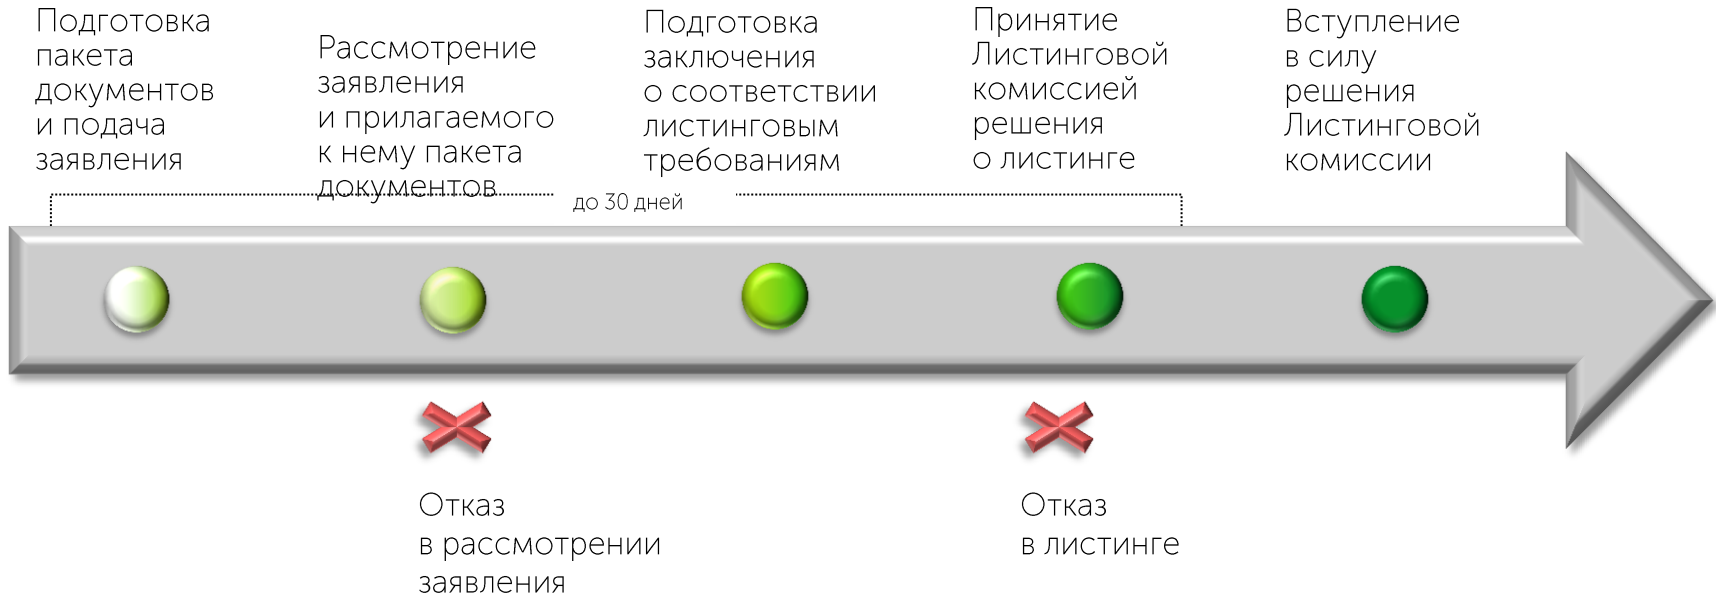 Подготовка
пакета
документов
и подача
заявления
Рассмотрение
заявления
и прилагаемого
к нему пакета
документов
Подготовка
заключения
о соответствии
листинговым
требованиям
Принятие
Листинговой
комиссией
решения
о листинге
Вступление
в силу
решения
Листинговой
комиссии
до 30 дней
Отказ
в рассмотрении
заявления
Отказ
в листинге